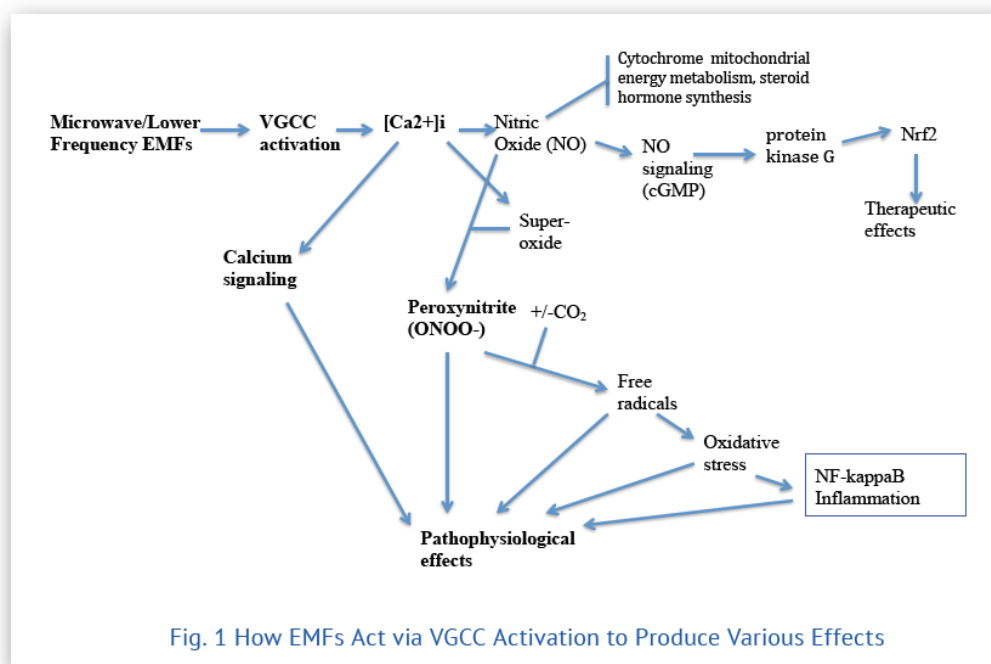 Cytochrome mitochondrial
energy metabolism, steroid
hormone synthesis
Microwave/Lower
Frequency EMFs
VGCC
activation
[Ca2+]i
Nitric
Oxide (NO)
NO
signaling
(cGMP)
protein
kinase G
Nrf2
Therapeutic
effects
Super-
oxide
Calcium
signaling
Peroxynitrite
(ONOO-)
+/-CO₂
Free
radicals
Oxidative
stress
NF-kappaB
Inflammation
Pathophysiological
effects
Fig. 1 How EMFs Act via VGCC Activation to Produce Various Effects